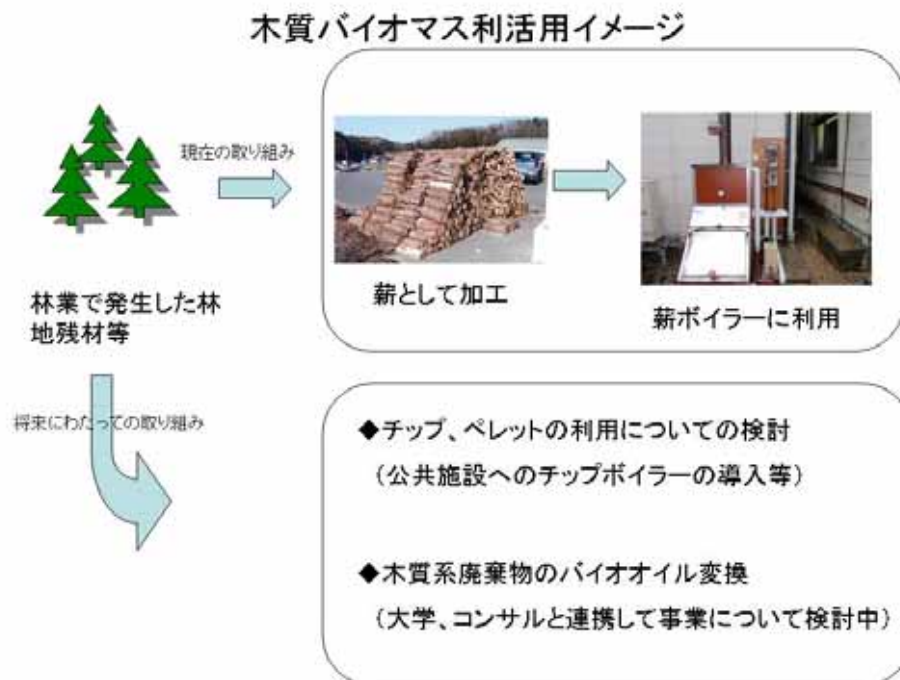 木質バイオマス利活用イメージ
現在の取り組み
薪として加工
薪ボイラーに利用
林業で発生した林
地残材等
将来にわたっての取り組み
◆チップ、ペレットの利用についての検討
(公共施設へのチップボイラーの導入等)
◆木質系廃棄物のバイオオイル変換
(大学、コンサルと連携して事業について検討中)